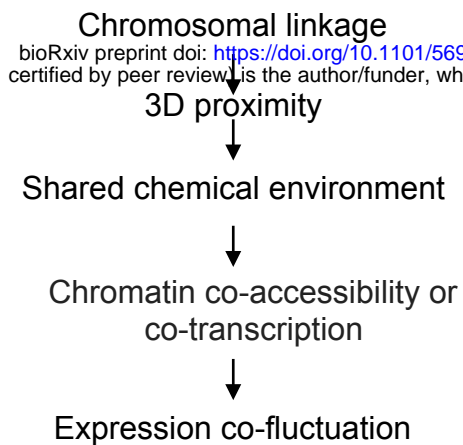 Chromosomal linkage
bioRxiv preprint doi: https://doi.org/10.1101/569
certified by peer review) is the author/funder, wh
3D proximity
Shared chemical environment
Chromatin co-accessibility or
co-transcription
Expression co-fluctuation